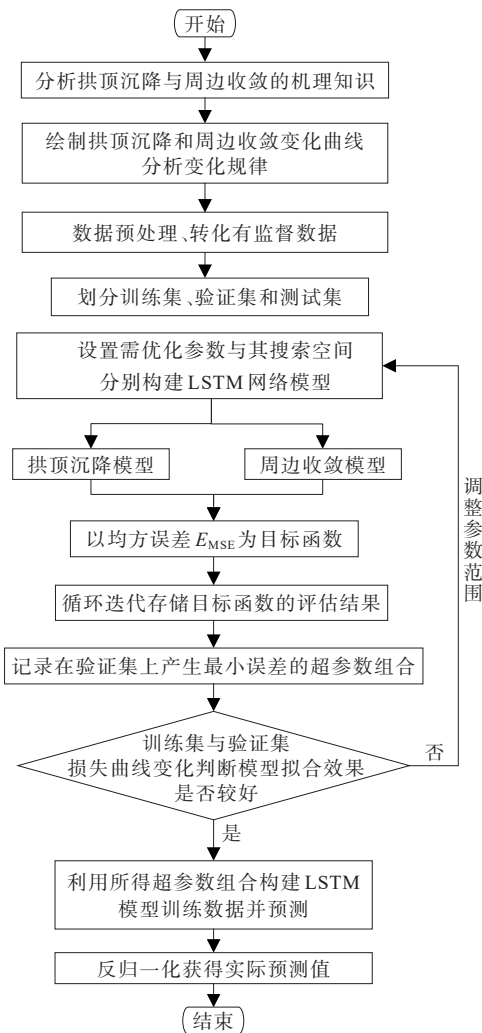 开始
分析拱顶沉降与周边收敛的机理知识
绘制拱顶沉降和周边收敛变化曲线
分析变化规律
数据预处理、转化有监督数据
划分训练集、验证集和测试集
设置需优化参数与其搜索空间
分别构建LSTM网络模型
拱顶沉降模型
周边收敛模型
以均方误差E_MSE为目标函数
循环迭代存储目标函数的评估结果
记录在验证集上产生最小误差的超参数组合
训练集与验证集
损失曲线变化判断模型拟合效果
是否较好
否
调整参数范围
是
利用所得超参数组合构建LSTM
模型训练数据并预测
反归一化获得实际预测值
结束